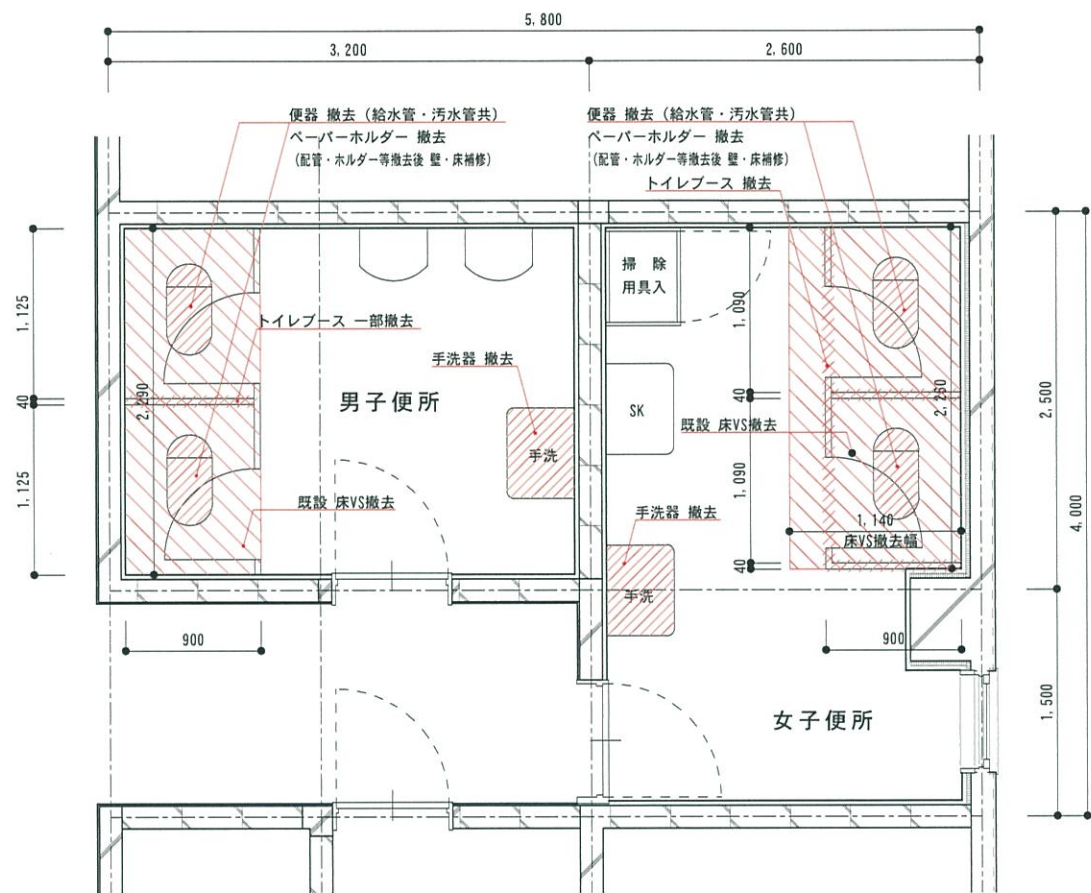 5,800
3,200
2,600
便器 撤去（給水管・汚水管共）
ペーパーホルダー 撤去
（配管・ホルダー等撤去後 壁・床補修）
便器 撤去（給水管・汚水管共）
ペーパーホルダー 撤去
（配管・ホルダー等撤去後 壁・床補修）
トイレブース 撤去
掃 除
用具入
1,125
40
1,125
2,290
トイレブース 一部撤去
手洗器 撤去
男子便所
手洗
既設 床VS撤去
SK
1,090
40
1,090
40
既設 床VS撤去
2,260
1,140
床VS撤去幅
手洗器 撤去
手洗
900
900
女子便所
2,500
4,000
1,500